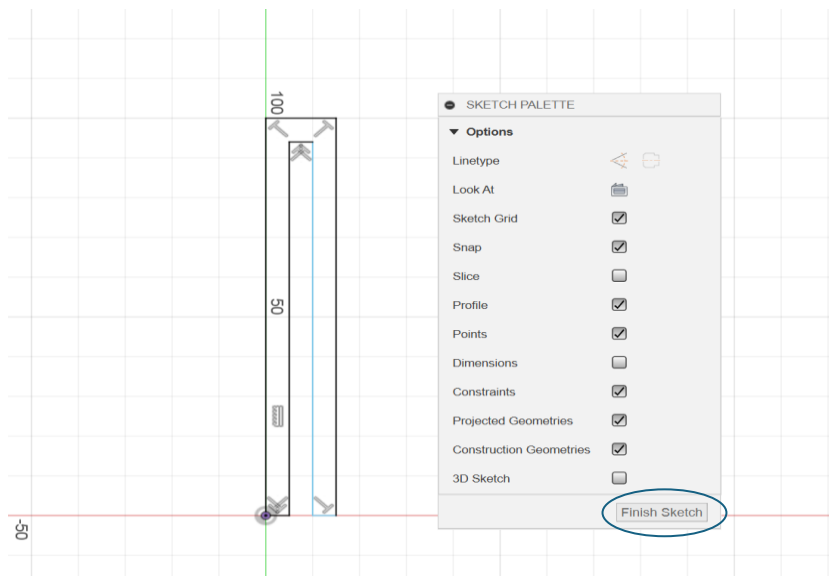 100
50
-50
SKETCH PALETTE
Options
Linetype
Look At
Sketch Grid
Snap
Slice
Profile
Points
Dimensions
Constraints
Projected Geometries
Construction Geometries
3D Sketch
Finish Sketch